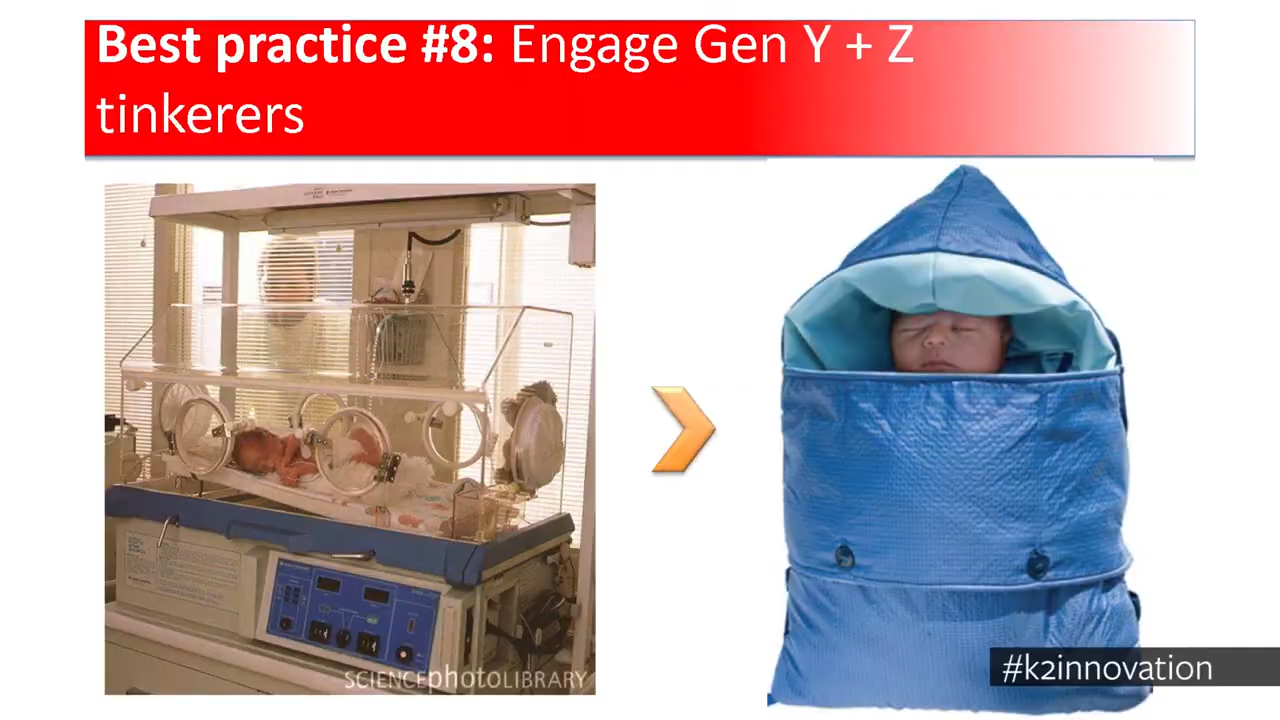 Best practice #8: Engage Gen Y + Z
tinkerers
SCIENCEphotoLIBRARY
#k2innovation